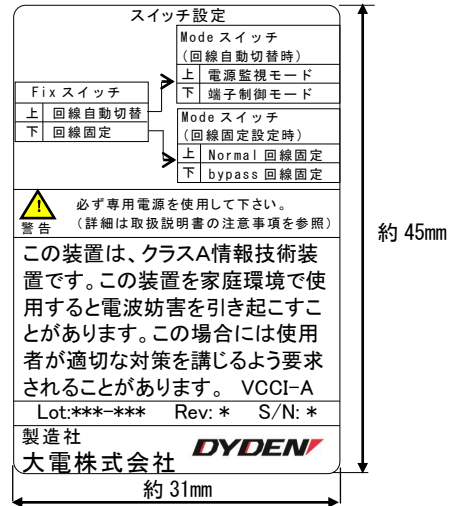 スイッチ設定
Mode スイッチ
(回線自動切替時)
上 電源監視モード
下 端子制御モード
Fix スイッチ
上 回線自動切替
下 回線固定
Mode スイッチ
(回線固定設定時)
上 Normal 回線固定
下 bypass 回線固定
警告
必ず専用電源を使用して下さい。
(詳細は取扱説明書の注意事項を参照)
この装置は、クラスA情報技術装
置です。この装置を家庭環境で使
用すると電波妨害を引き起こすこ
とがあります。この場合には使用
者が適切な対策を講じるよう要求
されることがあります。 VCCI-A
Lot:***-*** Rev: * S/N: *
製造社
大電株式会社 DYDEN
約 45mm
約 31mm